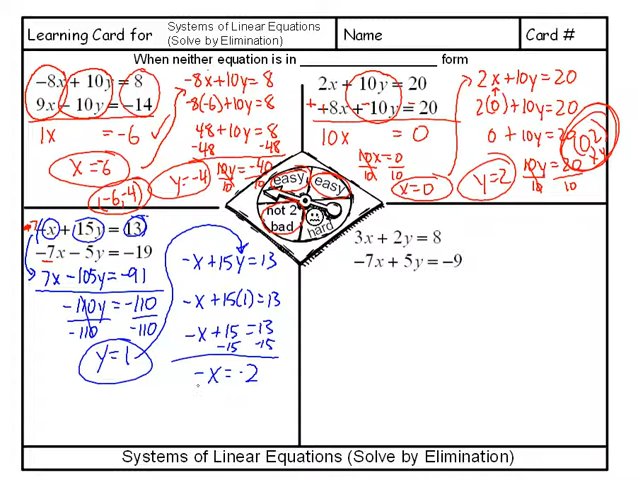 Learning Card for
Systems of Linear Equations
(Solve by Elimination)
Name
Card #
When neither equation is in ______________ form
-8x + 10y = 8
9x - 10y = -14
1x = -6
x = -6
(-6, -4)
-8x + 10y = 8
-8(-6) + 10y = 8
48 + 10y = 8
-48 -48
10y = -40
10 10
y = -4
2x + 10y = 20
+ +8x + -10y = 20
10x = 0
10x = 0
10 10
x = 0
2x + 10y = 20
2(0) + 10y = 20
0 + 10y = 20
10y = 20
10 10
y = 2
(0, 2)
easy
easy
not 2 bad
hard
-x + 15y = 13
-7x - 5y = -19
7x - 105y = -91
-110y = -110
-110 -110
y = 1
-x + 15y = 13
-x + 15(1) = 13
-x + 15 = 13
-15 -15
-x = -2
3x + 2y = 8
-7x + 5y = -9
Systems of Linear Equations (Solve by Elimination)